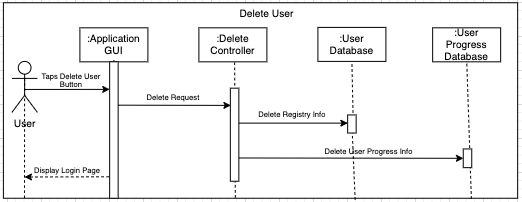 Delete User
:Application
GUI
:Delete
Controller
:User
Database
:User
Progress
Database
Taps Delete User
Button
Delete Request
Delete Registry Info
User
Delete User Progress Info
Display Login Page